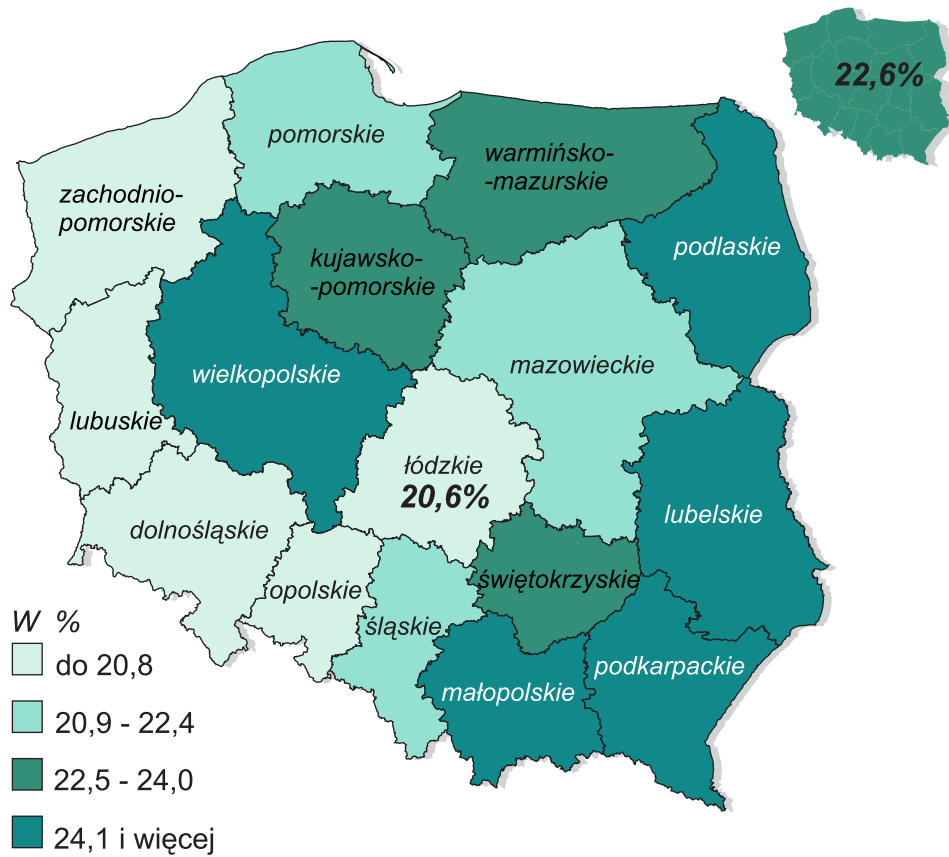 22,6%
pomorskie
warmińsko-
-mazurskie
zachodnio-
pomorskie
podlaskie
kujawsko-
-pomorskie
mazowieckie
wielkopolskie
lubuskie
łódzkie
20,6%
lubelskie
dolnośląskie
świętokrzyskie
opolskie
śląskie
podkarpackie
małopolskie
W %
do 20,8
20,9 - 22,4
22,5 - 24,0
24,1 i więcej